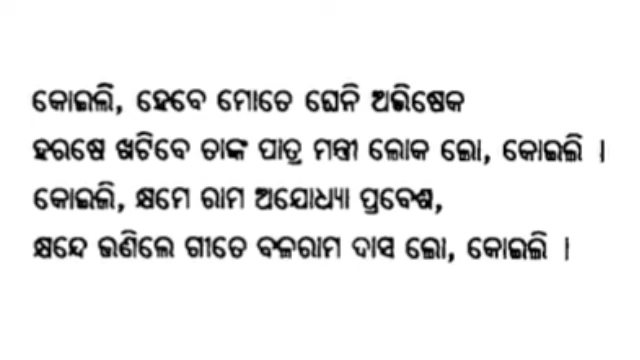 କୋଇଲି, ହେବେ ମୋତେ ଘେନି ଅଭିଷେକ
ହରଷେ ଖଟିବେ ତାଙ୍କ ପାତ୍ର ମନ୍ତ୍ରୀ ଲୋକ ଲୋ, କୋଇଲି ।
କୋଇଲି, କ୍ଷମେ ରାମ ଅଯୋଧ୍ୟା ପ୍ରବେଶ,
କ୍ଷନ୍ଦେ ଭଣିଲେ ଗୀତେ ବଳରାମ ଦାସ ଲୋ, କୋଇଲି ।